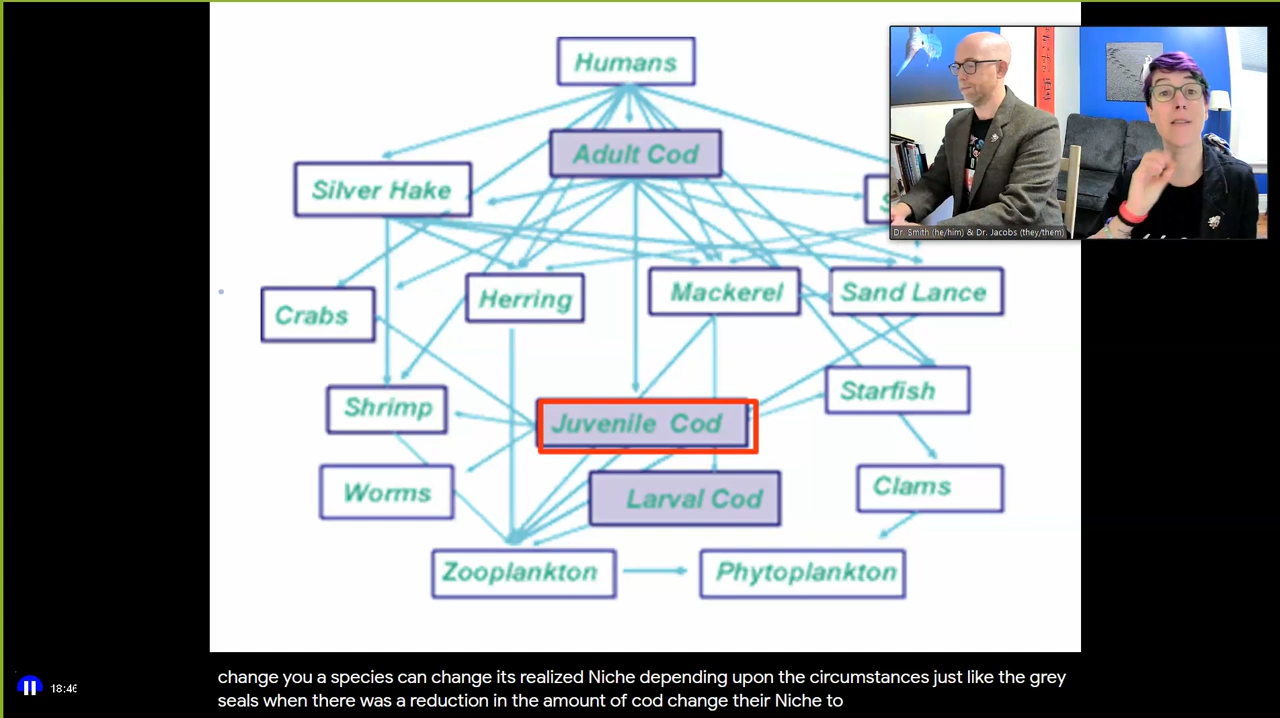 Humans
Adult Cod
Silver Hake
S
Herring
Mackerel
Sand Lance
Crabs
Shrimp
Juvenile Cod
Starfish
Worms
Larval Cod
Clams
Zooplankton
Phytoplankton
Dr. Smith (he/him) & Dr. Jacobs (they/them)
change you a species can change its realized Niche depending upon the circumstances just like the grey
seals when there was a reduction in the amount of cod change their Niche to
18:46